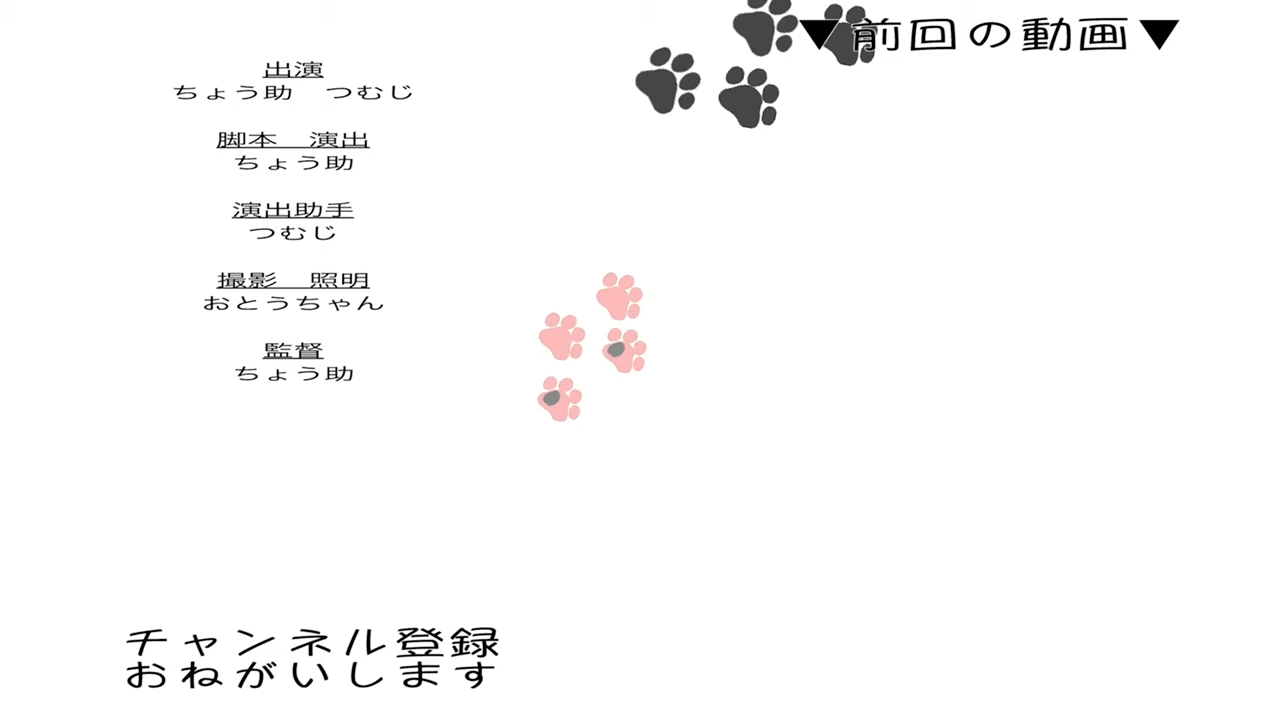 出演
ちょう助　つむじ
脚本　演出
ちょう助
演出助手
つむじ
撮影　照明
おとうちゃん
監督
ちょう助
▼前回の動画▼
チャンネル登録
おねがいします